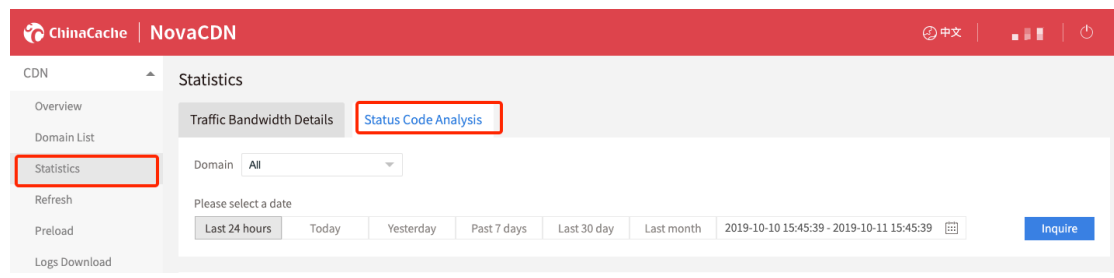 ChinaCache NovaCDN 中文
CDN
Overview
Domain List
Statistics
Refresh
Preload
Logs Download
Statistics
Traffic Bandwidth Details Status Code Analysis
Domain All
Please select a date
Last 24 hours Today Yesterday Past 7 days Last 30 day Last month 2019-10-10 15:45:39 - 2019-10-11 15:45:39 Inquire